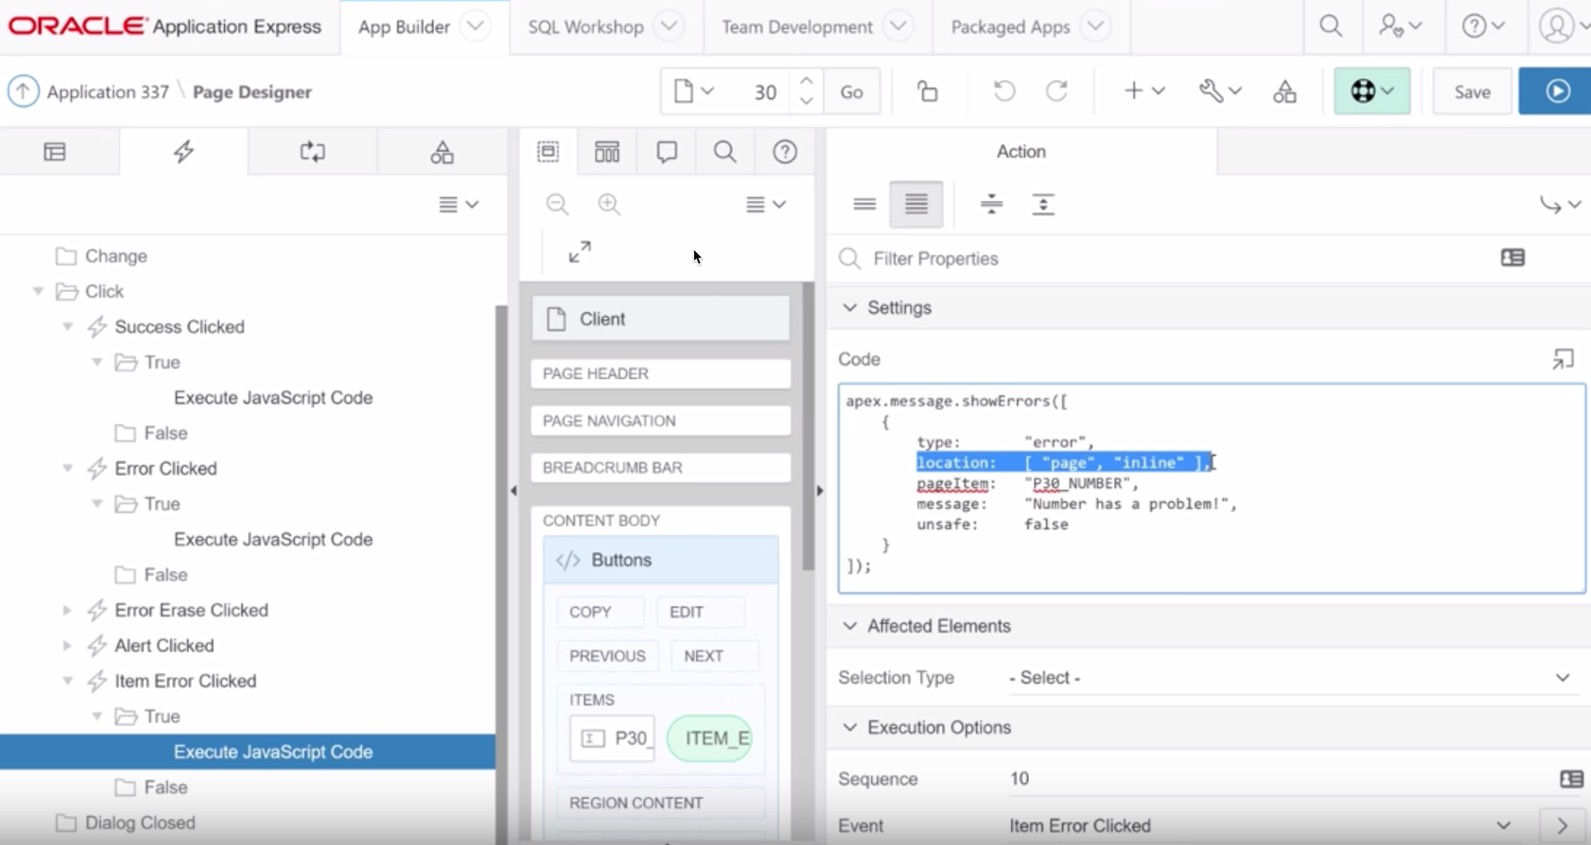 ORACLE Application Express
App Builder
SQL Workshop
Team Development
Packaged Apps
Application 337 \ Page Designer
30
Go
Save
Change
Click
Success Clicked
True
Execute JavaScript Code
False
Error Clicked
True
Execute JavaScript Code
False
Error Erase Clicked
Alert Clicked
Item Error Clicked
True
Execute JavaScript Code
False
Dialog Closed
Client
PAGE HEADER
PAGE NAVIGATION
BREADCRUMB BAR
CONTENT BODY
Buttons
COPY EDIT
PREVIOUS NEXT
ITEMS
P30_ ITEM_E
REGION CONTENT
Action
Filter Properties
Settings
Code
apex.message.showErrors([
{
type: "error",
location: [ "page", "inline" ],
pageItem: "P30_NUMBER",
message: "Number has a problem!",
unsafe: false
}
]);
Affected Elements
Selection Type - Select -
Execution Options
Sequence 10
Event Item Error Clicked